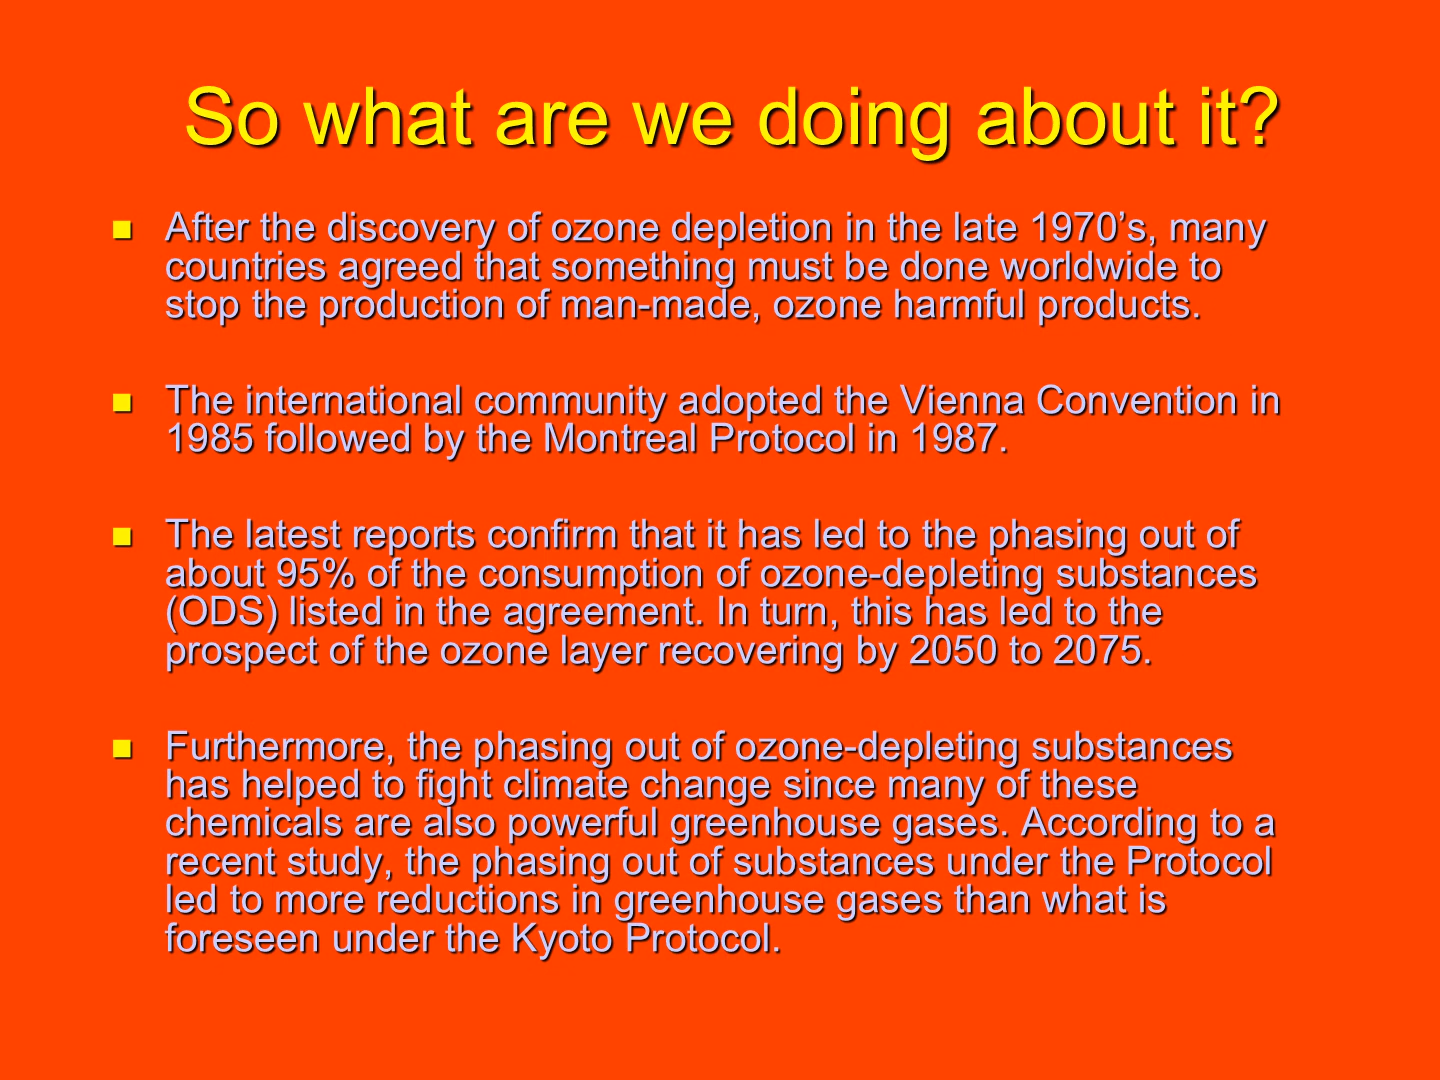 So what are we doing about it?
After the discovery of ozone depletion in the late 1970’s, many
countries agreed that something must be done worldwide to
stop the production of man-made, ozone harmful products.
The international community adopted the Vienna Convention in
1985 followed by the Montreal Protocol in 1987.
The latest reports confirm that it has led to the phasing out of
about 95% of the consumption of ozone-depleting substances
(ODS) listed in the agreement. In turn, this has led to the
prospect of the ozone layer recovering by 2050 to 2075.
Furthermore, the phasing out of ozone-depleting substances
has helped to fight climate change since many of these
chemicals are also powerful greenhouse gases. According to a
recent study, the phasing out of substances under the Protocol
led to more reductions in greenhouse gases than what is
foreseen under the Kyoto Protocol.